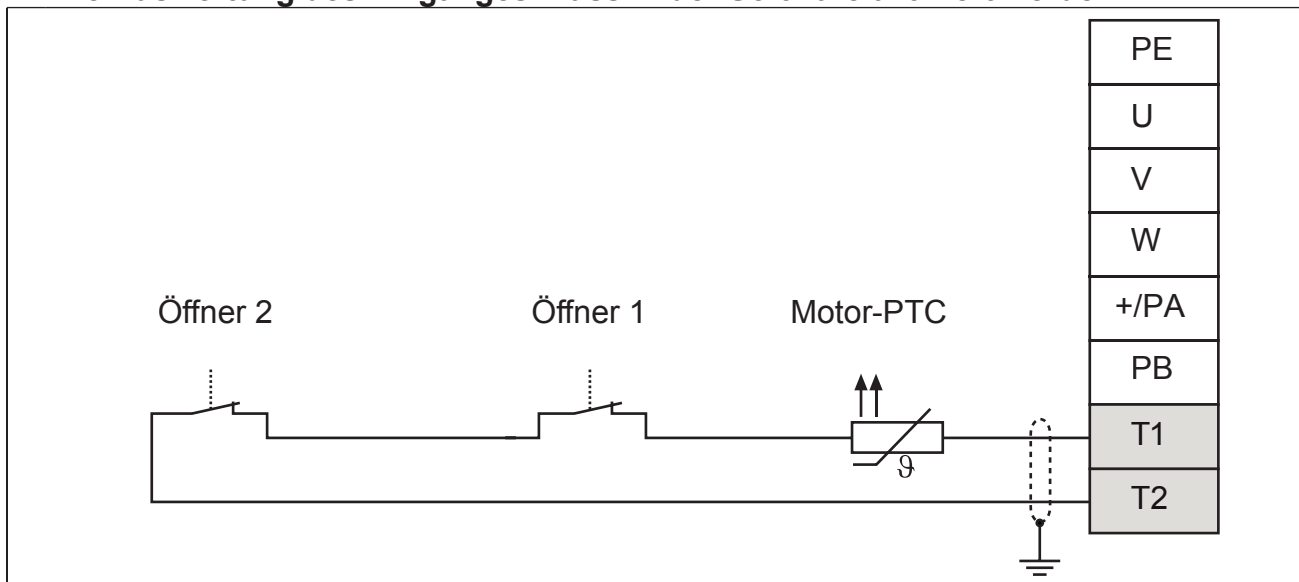 PE
U
V
W
Öffner 2 Öffner 1 Motor-PTC +/PA
PB
T1
ϑ
T2